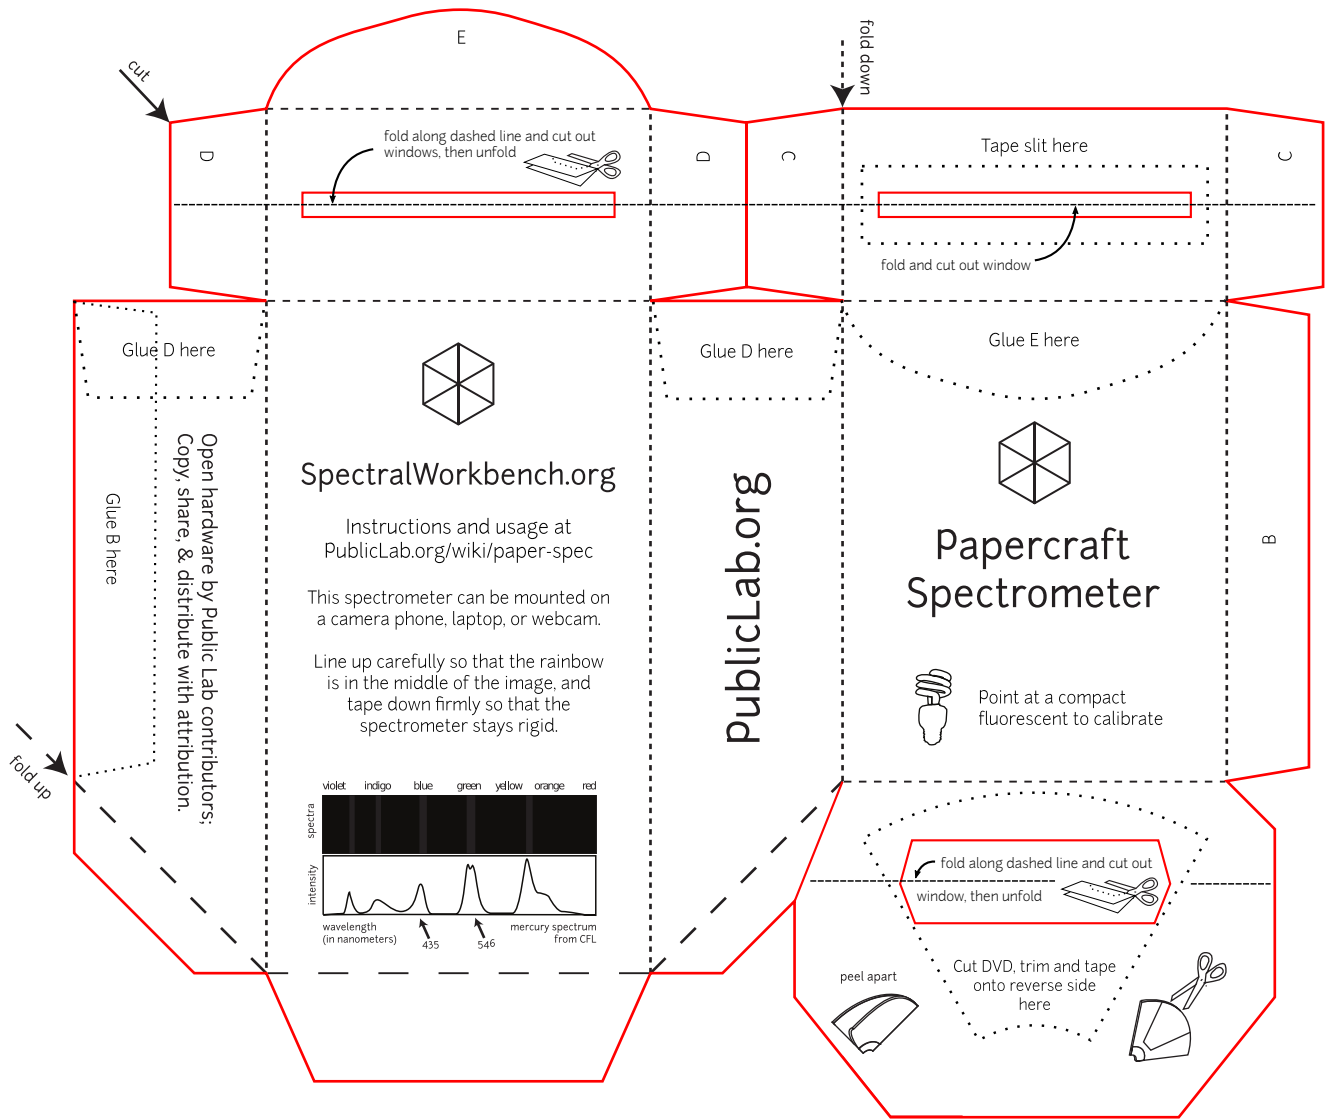 E
cut
fold down
D
fold along dashed line and cut out
windows, then unfold
D
C
Tape slit here
C
fold and cut out window
Glue D here
Glue D here
Glue E here
Glue B here
Open hardware by Public Lab contributors;
Copy, share, & distribute with attribution.
SpectralWorkbench.org
Instructions and usage at
PublicLab.org/wiki/paper-spec
This spectrometer can be mounted on
a camera phone, laptop, or webcam.
Line up carefully so that the rainbow
is in the middle of the image, and
tape down firmly so that the
spectrometer stays rigid.
PublicLab.org
Papercraft
Spectrometer
B
Point at a compact
fluorescent to calibrate
fold up
violet indigo blue green yellow orange red
spectra
intensity
wavelength
(in nanometers)
435
546
mercury spectrum
from CFL
fold along dashed line and cut out
window, then unfold
Cut DVD, trim and tape
onto reverse side
here
peel apart